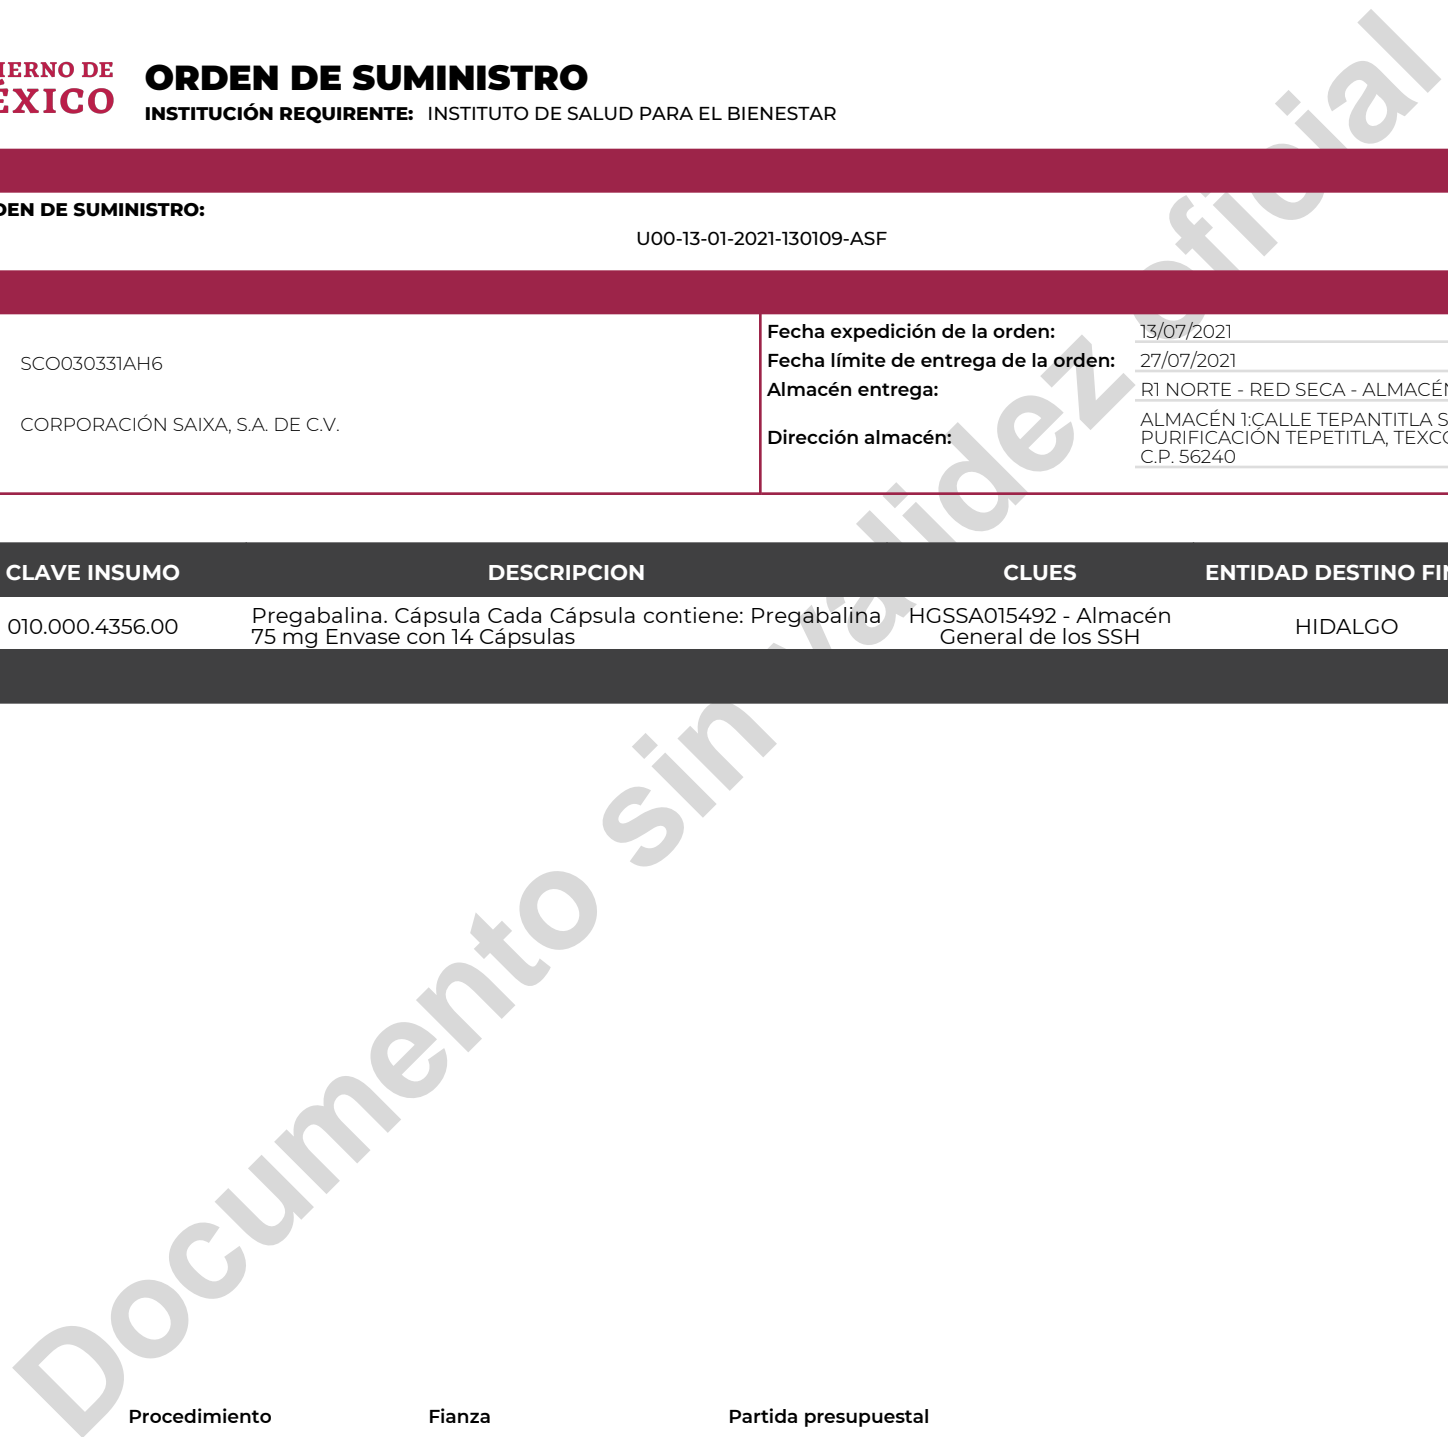 IERNO DE
ÉXICO
ORDEN DE SUMINISTRO
INSTITUCIÓN REQUIRENTE: INSTITUTO DE SALUD PARA EL BIENESTAR
DEN DE SUMINISTRO:
U00-13-01-2021-130109-ASF
SCO030331AH6
CORPORACIÓN SAIXA, S.A. DE C.V.
Fecha expedición de la orden: 13/07/2021
Fecha límite de entrega de la orden: 27/07/2021
Almacén entrega: R1 NORTE - RED SECA - ALMACÉN
Dirección almacén:
ALMACÉN 1:CALLE TEPANTITLA S
PURIFICACIÓN TEPETITLA, TEXCO
C.P. 56240
CLAVE INSUMO DESCRIPCION CLUES ENTIDAD DESTINO FIN
010.000.4356.00
Pregabalina. Cápsula Cada Cápsula contiene: Pregabalina
75 mg Envase con 14 Cápsulas
HGSSA015492 - Almacén
General de los SSH
HIDALGO
Documento sin validez oficial
Procedimiento Fianza Partida presupuestal